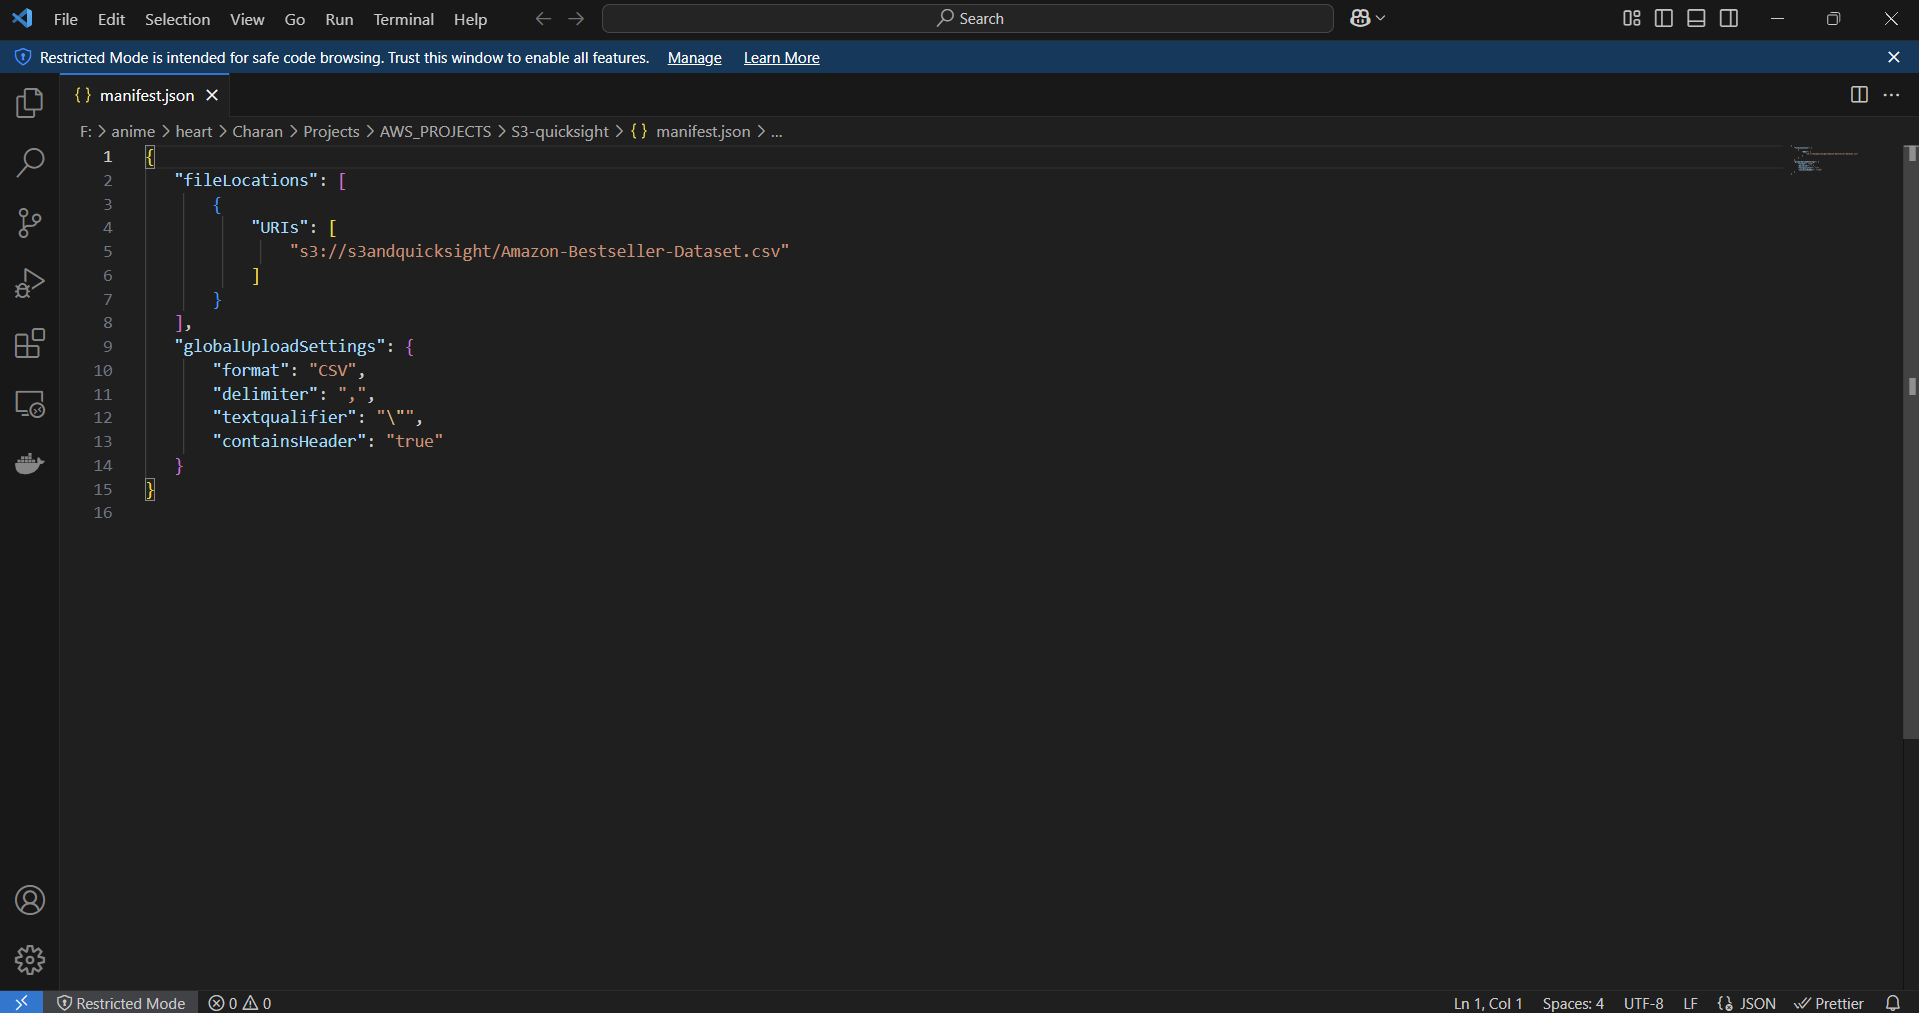 File Edit Selection View Go Run Terminal Help Search
Restricted Mode is intended for safe code browsing. Trust this window to enable all features. Manage Learn More
{} manifest.json
F: > anime > heart > Charan > Projects > AWS_PROJECTS > S3-quicksight > {} manifest.json > ...
1 {
2 "fileLocations": [
3 {
4 "URIs": [
5 "s3://s3andquicksight/Amazon-Bestseller-Dataset.csv"
6 ]
7 }
8 ],
9 "globalUploadSettings": {
10 "format": "CSV",
11 "delimiter": ",",
12 "textqualifier": "\"",
13 "containsHeader": "true"
14 }
15 }
16
Restricted Mode 0 0 Ln 1, Col 1 Spaces: 4 UTF-8 LF JSON Prettier